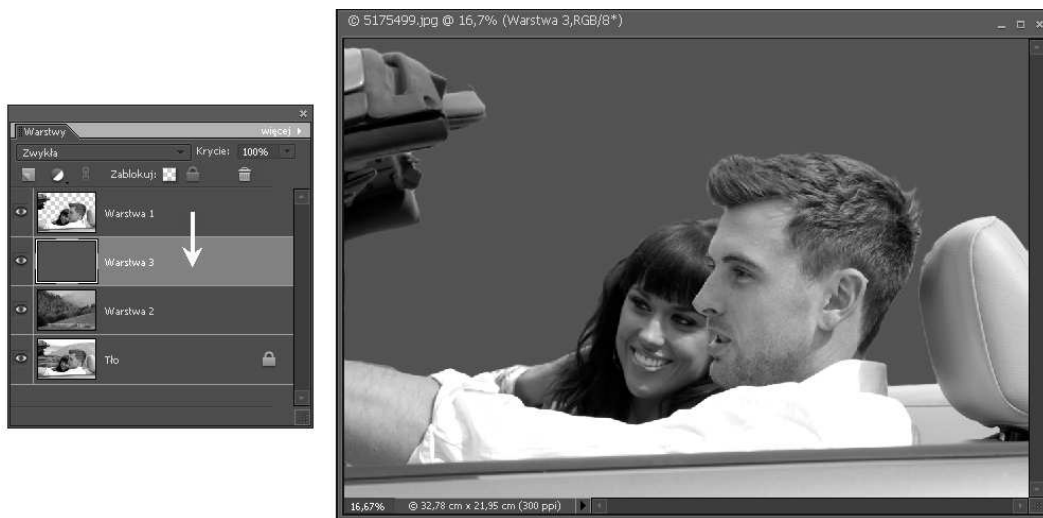 © 5175499.jpg @ 16,7% (Warstwa 3,RGB/8*)
Warstwy
więcej
Zwykła
Krycie: 100%
Zablokuj:
Warstwa 1
Warstwa 3
Warstwa 2
Tło
16,67% © 32,78 cm x 21,95 cm (300 ppi)